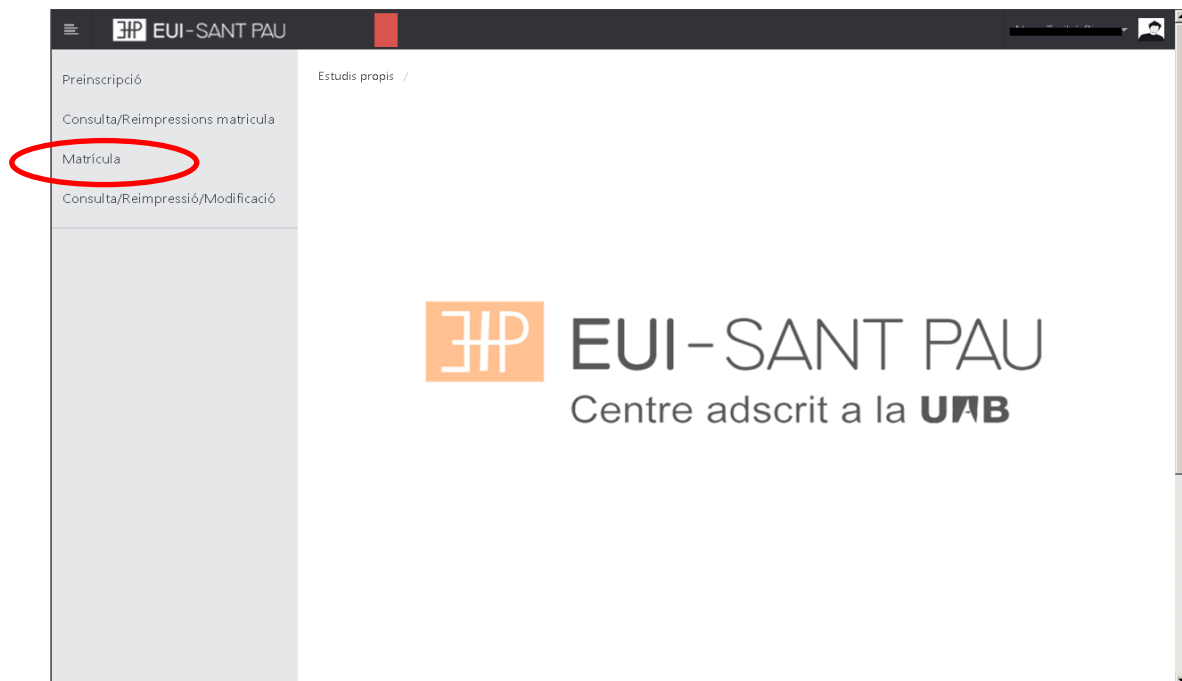 EUI-SANT PAU
Preinscripció
Consulta/Reimpressions matricula
Matrícula
Consulta/Reimpressió/Modificació
Estudis propis /
EUI-SANT PAU
Centre adscrit a la UAB